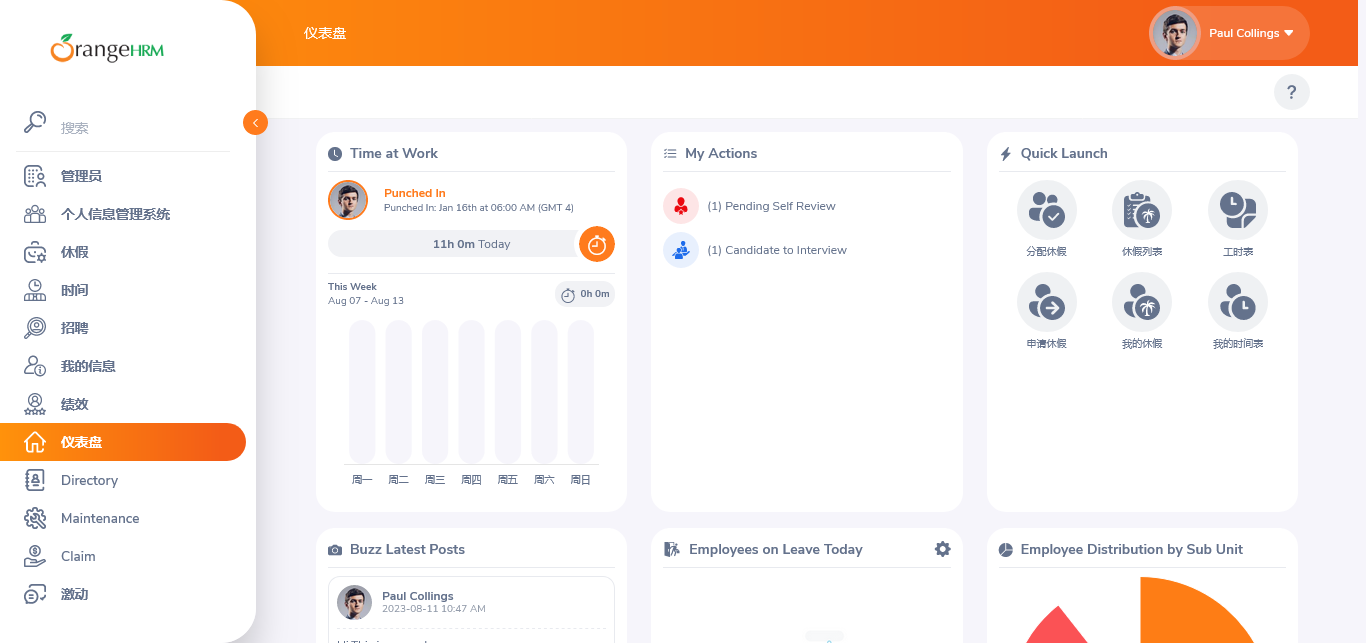 OrangeHRM
仪表盘
Paul Collings
?
搜索
管理员
个人信息管理系统
休假
时间
招聘
我的信息
绩效
仪表盘
Directory
Maintenance
Claim
激动
Time at Work
Punched In
Punched In: Jan 16th at 06:00 AM (GMT 4)
11h 0m Today
This Week
Aug 07 - Aug 13
0h 0m
周一 周二 周三 周四 周五 周六 周日
My Actions
(1) Pending Self Review
(1) Candidate to Interview
Quick Launch
分配休假 休假列表 工时表
申请休假 我的休假 我的时间表
Buzz Latest Posts
Paul Collings
2023-08-11 10:47 AM
Employees on Leave Today
Employee Distribution by Sub Unit